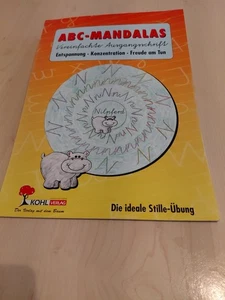 ABC-MANDALAS
Vereinfachte Ausgangsschrift
Entspannung - Konzentration - Freude am Tun
Nilpferd
Die ideale Stille-Übung
KOHL VERLAG
Der Verlag mit dem Baum